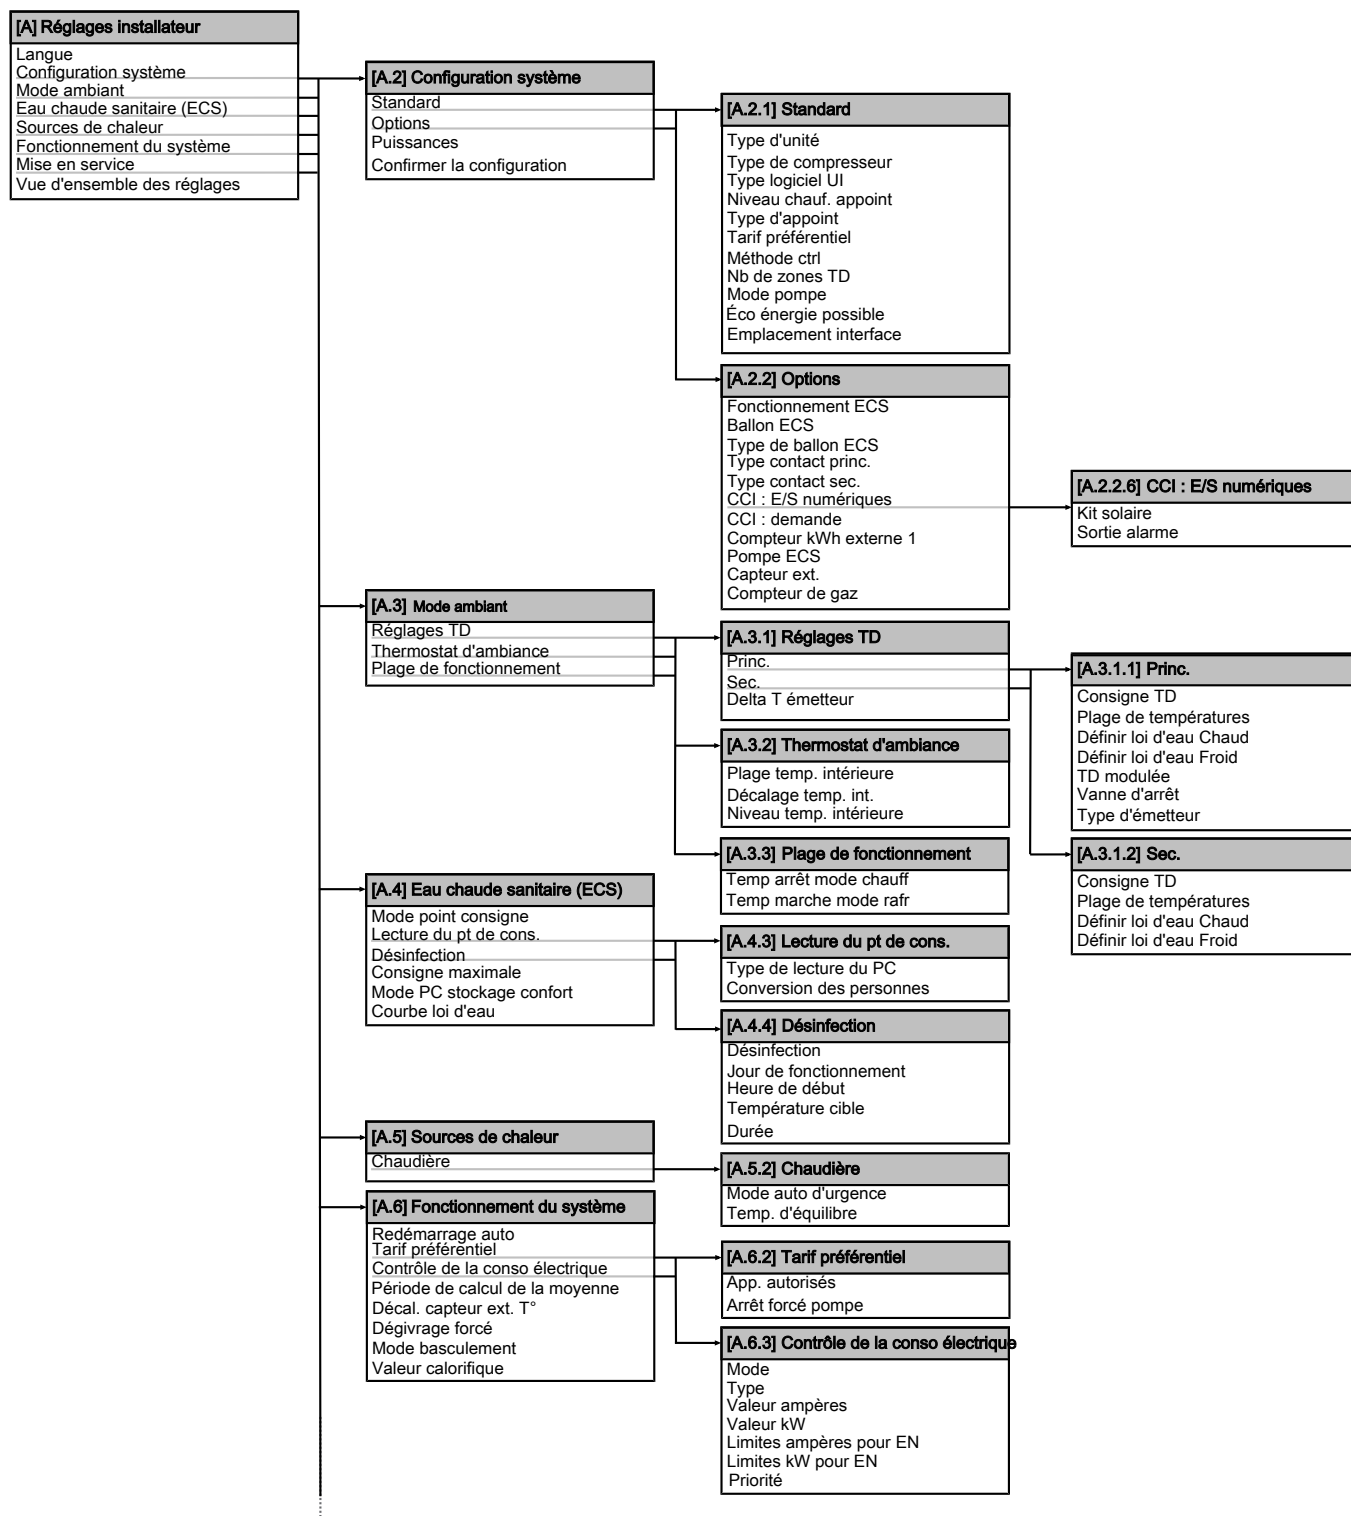 [A] Réglages installateur
Langue
Configuration système
Mode ambiant
Eau chaude sanitaire (ECS)
Sources de chaleur
Fonctionnement du système
Mise en service
Vue d'ensemble des réglages
[A.2] Configuration système
Standard
Options
Puissances
Confirmer la configuration
[A.2.1] Standard
Type d'unité
Type de compresseur
Type logiciel UI
Niveau chauf. appoint
Type d'appoint
Tarif préférentiel
Méthode ctrl
Nb de zones TD
Mode pompe
Éco énergie possible
Emplacement interface
[A.2.2] Options
Fonctionnement ECS
Ballon ECS
Type de ballon ECS
Type contact princ.
Type contact sec.
CCI : E/S numériques
CCI : demande
Compteur kWh externe 1
Pompe ECS
Capteur ext.
Compteur de gaz
[A.2.2.6] CCI : E/S numériques
Kit solaire
Sortie alarme
[A.3] Mode ambiant
Réglages TD
Thermostat d'ambiance
Plage de fonctionnement
[A.3.1] Réglages TD
Princ.
Sec.
Delta T émetteur
[A.3.1.1] Princ.
Consigne TD
Plage de températures
Définir loi d'eau Chaud
Définir loi d'eau Froid
TD modulée
Vanne d'arrêt
Type d'émetteur
[A.3.2] Thermostat d'ambiance
Plage temp. intérieure
Décalage temp. int.
Niveau temp. intérieure
[A.3.1.2] Sec.
Consigne TD
Plage de températures
Définir loi d'eau Chaud
Définir loi d'eau Froid
[A.3.3] Plage de fonctionnement
Temp arrêt mode chauff
Temp marche mode rafr
[A.4] Eau chaude sanitaire (ECS)
Mode point consigne
Lecture du pt de cons.
Désinfection
Consigne maximale
Mode PC stockage confort
Courbe loi d'eau
[A.4.3] Lecture du pt de cons.
Type de lecture du PC
Conversion des personnes
[A.4.4] Désinfection
Désinfection
Jour de fonctionnement
Heure de début
Température cible
Durée
[A.5] Sources de chaleur
Chaudière
[A.5.2] Chaudière
Mode auto d'urgence
Temp. d'équilibre
[A.6] Fonctionnement du système
Redémarrage auto
Tarif préférentiel
Contrôle de la conso électrique
Période de calcul de la moyenne
Décal. capteur ext. T°
Dégivrage forcé
Mode basculement
Valeur calorifique
[A.6.2] Tarif préférentiel
App. autorisés
Arrêt forcé pompe
[A.6.3] Contrôle de la conso électrique
Mode
Type
Valeur ampères
Valeur kW
Limites ampères pour EN
Limites kW pour EN
Priorité